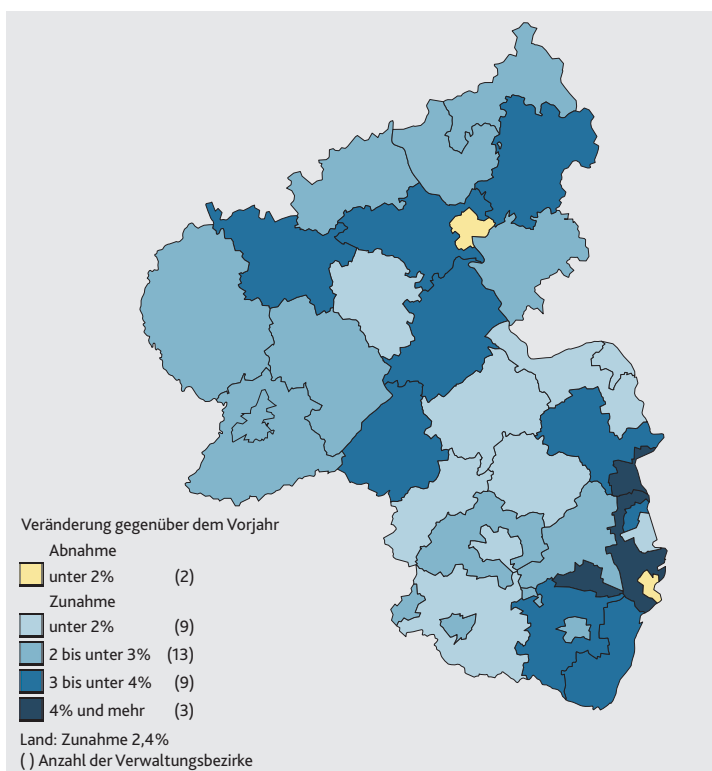 Veränderung gegenüber dem Vorjahr
Abnahme
unter 2% (2)
Zunahme
unter 2% (9)
2 bis unter 3% (13)
3 bis unter 4% (9)
4% und mehr (3)
Land: Zunahme 2,4%
( ) Anzahl der Verwaltungsbezirke